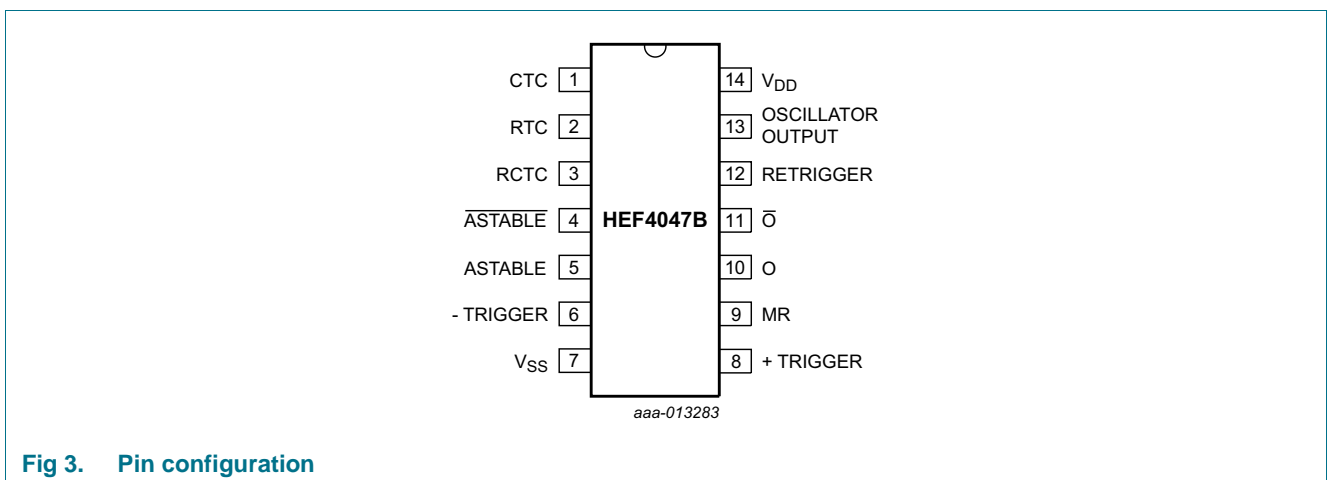 CTC 1 14 VDD
RTC 2 13 OSCILLATOR OUTPUT
RCTC 3 12 RETRIGGER
A̅S̅T̅A̅B̅L̅E̅ 4 HEF4047B 11 O̅
ASTABLE 5 10 O
- TRIGGER 6 9 MR
VSS 7 8 + TRIGGER
aaa-013283
Fig 3. Pin configuration